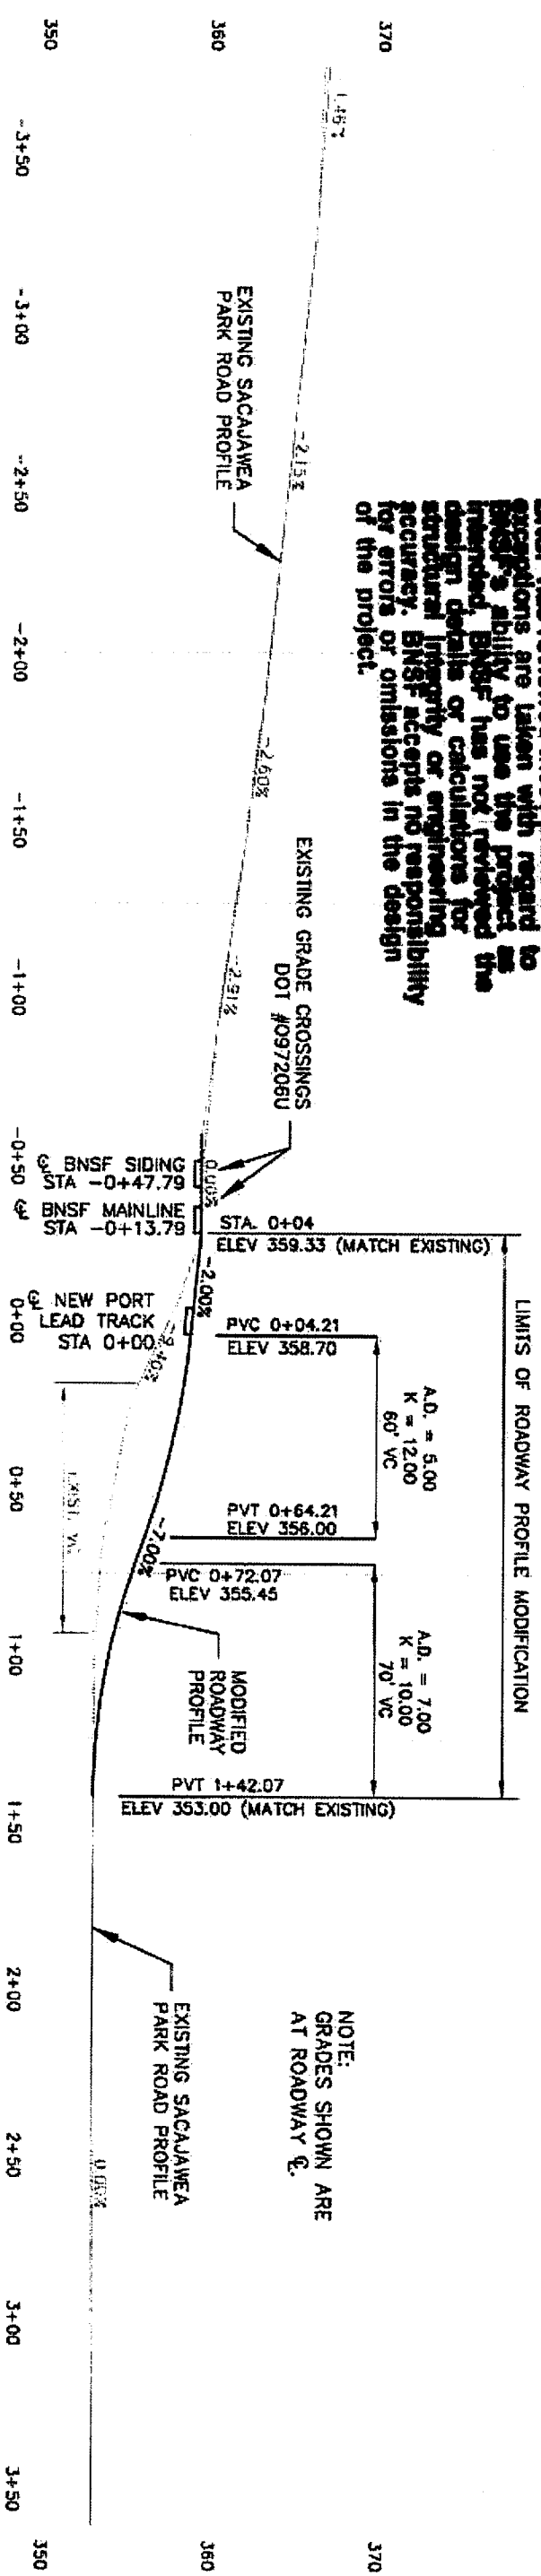 exceptions are taken with regard to
BNSF's ability to use the project as
intended. BNSF has not reviewed the
design details or calculations for
structural integrity or engineering
accuracy. BNSF accepts no responsibility
for errors or omissions in the design
of the project.
LIMITS OF ROADWAY PROFILE MODIFICATION
A.D. = 5.00
K = 12.00
60' VC
A.D. = 7.00
K = 10.00
70' VC
NOTE:
GRADES SHOWN ARE
AT ROADWAY ℄.
370
370
EXISTING GRADE CROSSINGS
DOT #097206U
STA. 0+04
ELEV 359.33 (MATCH EXISTING)
PVC 0+04.21
ELEV 358.70
PVT 0+64.21
ELEV 356.00
PVC 0+72.07
ELEV 355.45
PVT 1+42.07
ELEV 353.00 (MATCH EXISTING)
-2.15%
-2.60%
-2.91%
0.00%
-2.00%
-7.00%
0.00%
EXISTING SACAJAWEA
PARK ROAD PROFILE
MODIFIED
ROADWAY
PROFILE
EXISTING SACAJAWEA
PARK ROAD PROFILE
360
360
℄ BNSF SIDING
STA -0+47.79
℄ BNSF MAINLINE
STA -0+13.79
℄ NEW PORT
LEAD TRACK
STA 0+00
EXIST. VC
350
350
-3+50
-3+00
-2+50
-2+00
-1+50
-1+00
-0+50
0+00
0+50
1+00
1+50
2+00
2+50
3+00
3+50